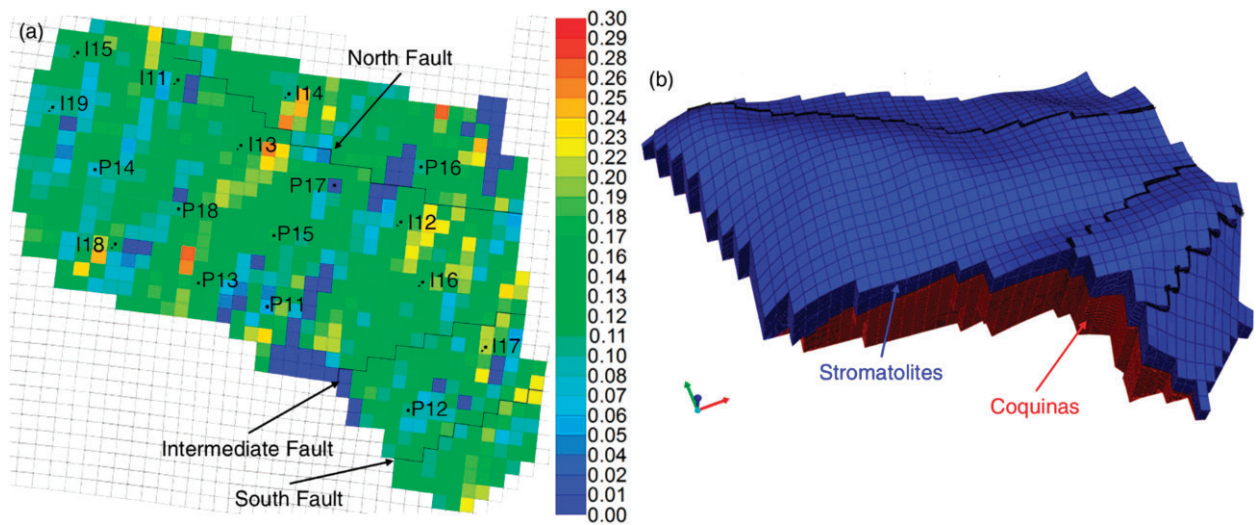 (a)
I15
I11
I14
North Fault
I19
I13
P14
P16
P17
P18
I12
P15
I18
P13
I16
P11
I17
P12
Intermediate Fault
South Fault
0.30
0.29
0.28
0.27
0.26
0.25
0.24
0.23
0.22
0.20
0.19
0.18
0.17
0.16
0.14
0.13
0.12
0.11
0.10
0.08
0.07
0.06
0.05
0.04
0.02
0.01
0.00
(b)
Stromatolites
Coquinas